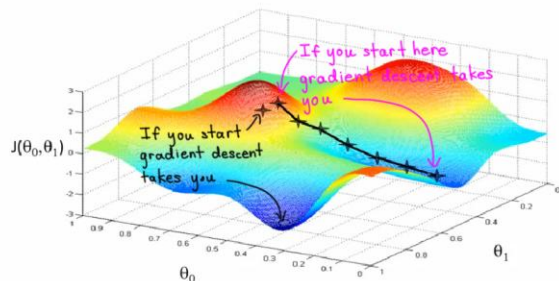 If you start here
gradient descent takes
you
If you start
gradient descent
takes you
J(θ₀,θ₁)
3
2
1
0
-1
-2
-3
1
0.9
0.8
0.7
0.6
0.5
0.4
0.3
0.2
0.1
0
θ₀
1
0.8
0.6
0.4
0.2
0
θ₁